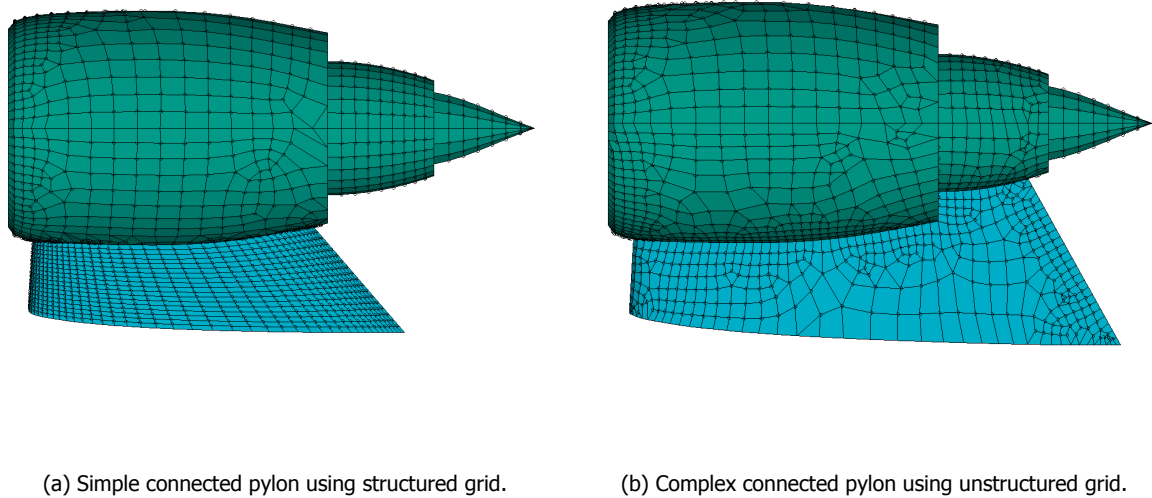 (a) Simple connected pylon using structured grid.
(b) Complex connected pylon using unstructured grid.